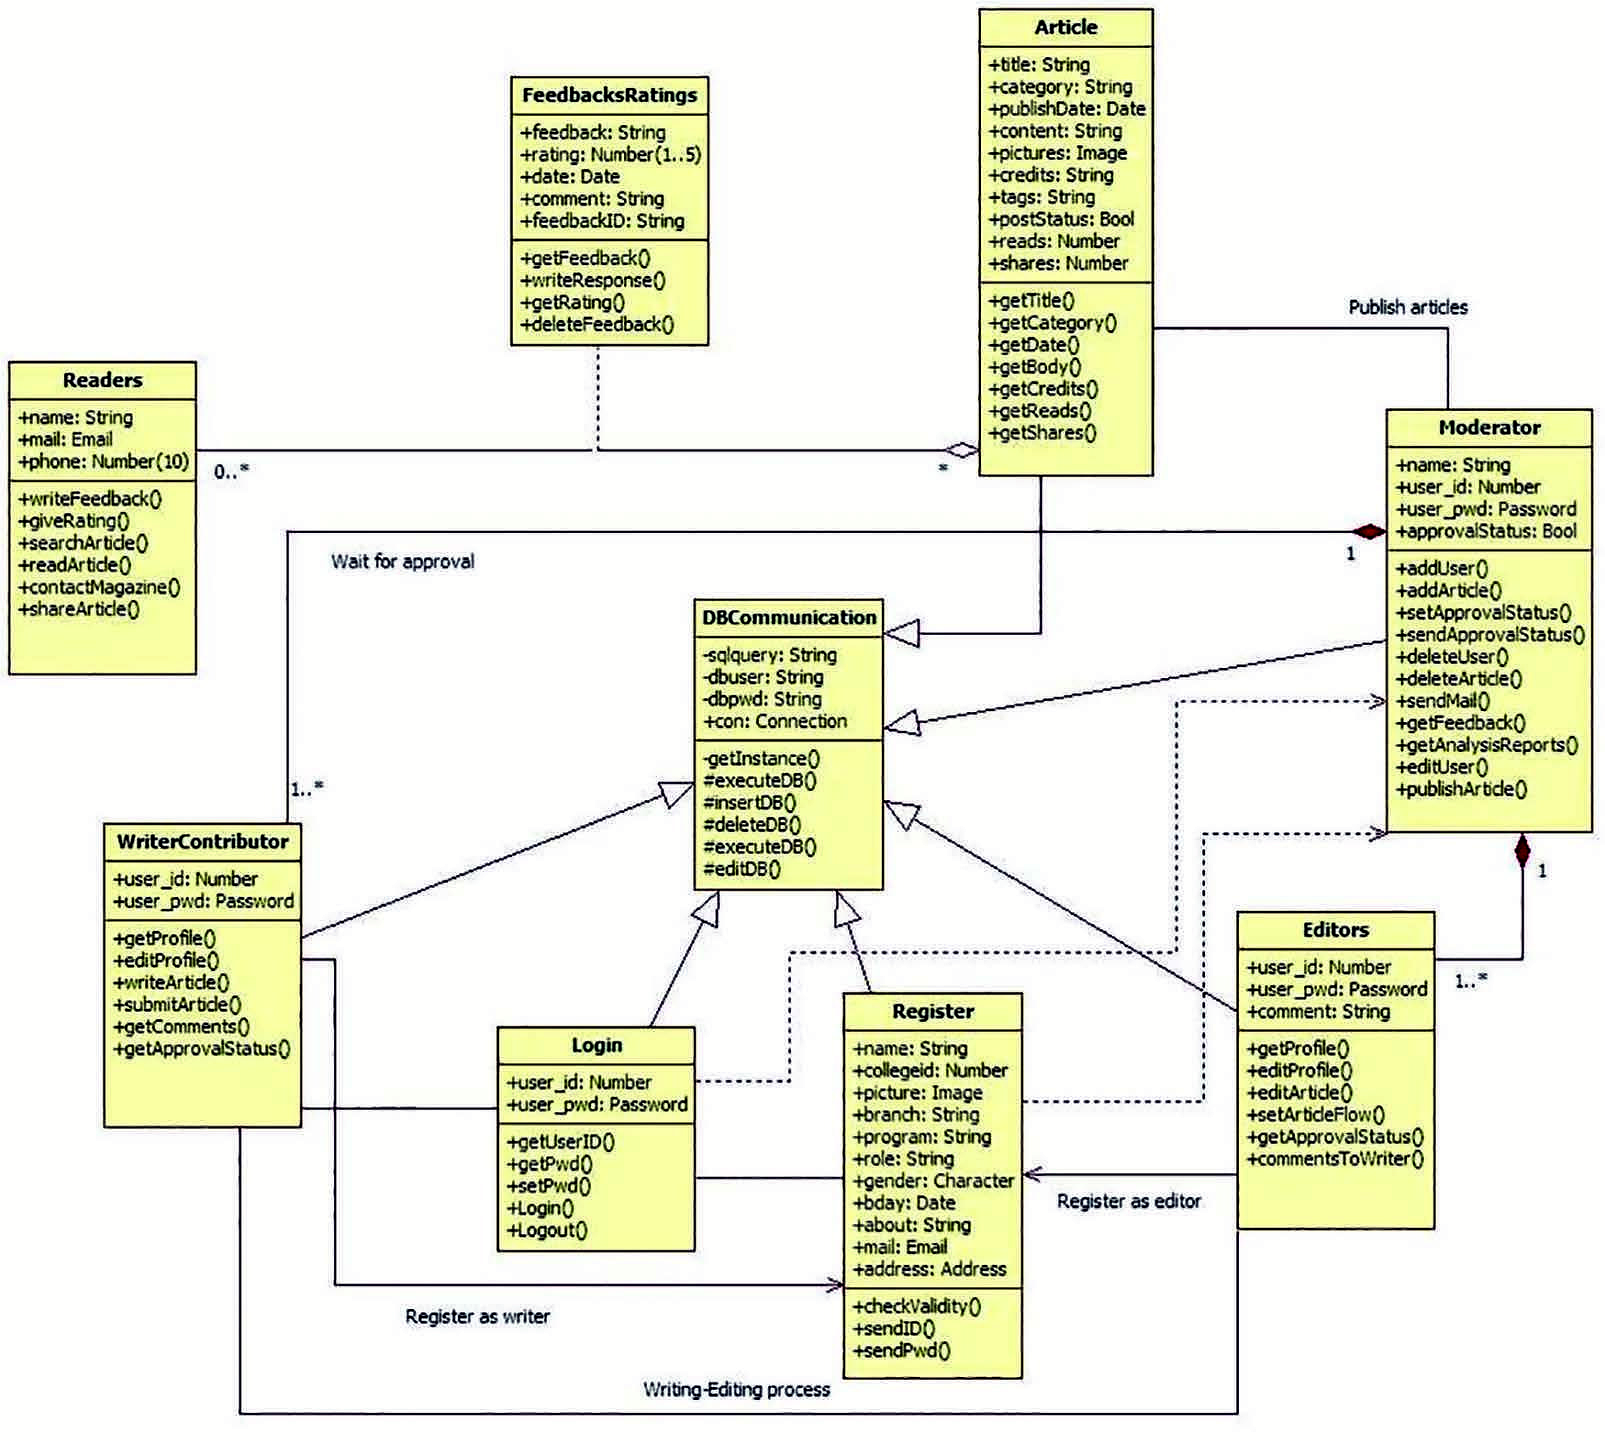 Article
+title: String
+category: String
+publishDate: Date
+content: String
+pictures: Image
+credits: String
+tags: String
+postStatus: Bool
+reads: Number
+shares: Number
+getTitle()
+getCategory()
+getDate()
+getBody()
+getCredits()
+getReads()
+getShares()
FeedbacksRatings
+feedback: String
+rating: Number(1..5)
+date: Date
+comment: String
+feedbackID: String
+getFeedback()
+writeResponse()
+getRating()
+deleteFeedback()
Publish articles
Readers
+name: String
+mail: Email
+phone: Number(10)
+writeFeedback()
+giveRating()
+searchArticle()
+readArticle()
+contactMagazine()
+shareArticle()
0..*
*
Moderator
+name: String
+user_id: Number
+user_pwd: Password
+approvalStatus: Bool
+addUser()
+addArticle()
+setApprovalStatus()
+sendApprovalStatus()
+deleteUser()
+deleteArticle()
+sendMail()
+getFeedback()
+getAnalysisReports()
+editUser()
+publishArticle()
1
Wait for approval
1..*
DBCommunication
-sqlquery: String
-dbuser: String
-dbpwd: String
+con: Connection
-getInstance()
#executeDB()
#insertDB()
#deleteDB()
#executeDB()
#editDB()
WriterContributor
+user_id: Number
+user_pwd: Password
+getProfile()
+editProfile()
+writeArticle()
+submitArticle()
+getComments()
+getApprovalStatus()
1
1..*
Editors
+user_id: Number
+user_pwd: Password
+comment: String
+getProfile()
+editProfile()
+editArticle()
+setArticleFlow()
+getApprovalStatus()
+commentsToWriter()
Login
+user_id: Number
+user_pwd: Password
+getUserID()
+getPwd()
+setPwd()
+Login()
+Logout()
Register
+name: String
+collegeid: Number
+picture: Image
+branch: String
+program: String
+role: String
+gender: Character
+bday: Date
+about: String
+mail: Email
+address: Address
+checkValidity()
+sendID()
+sendPwd()
Register as editor
Register as writer
Writing-Editing process